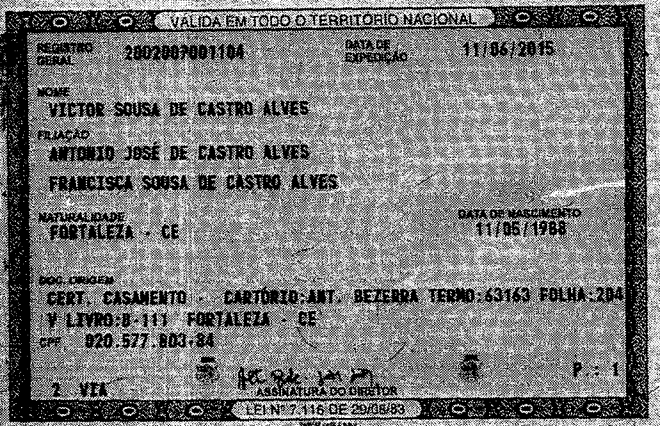 VÁLIDA EM TODO O TERRITÓRIO NACIONAL
REGISTRO GERAL 2002007001184 DATA DE EXPEDIÇÃO 11/06/2015
NOME
VICTOR SOUSA DE CASTRO ALVES
FILIAÇÃO
ANTONIO JOSÉ DE CASTRO ALVES
FRANCISCA SOUSA DE CASTRO ALVES
NATURALIDADE DATA DE NASCIMENTO
FORTALEZA - CE 11/05/1988
DOC. ORIGEM
CERT. CASAMENTO - CARTÓRIO:ANT. BEZERRA TERMO:63163 FOLHA:204
V LIVRO:B-111 FORTALEZA - CE
CPF 020.577.803-84
2 VIA P : 1
ASSINATURA DO DIRETOR
LEI Nº 7.116 DE 29/08/83